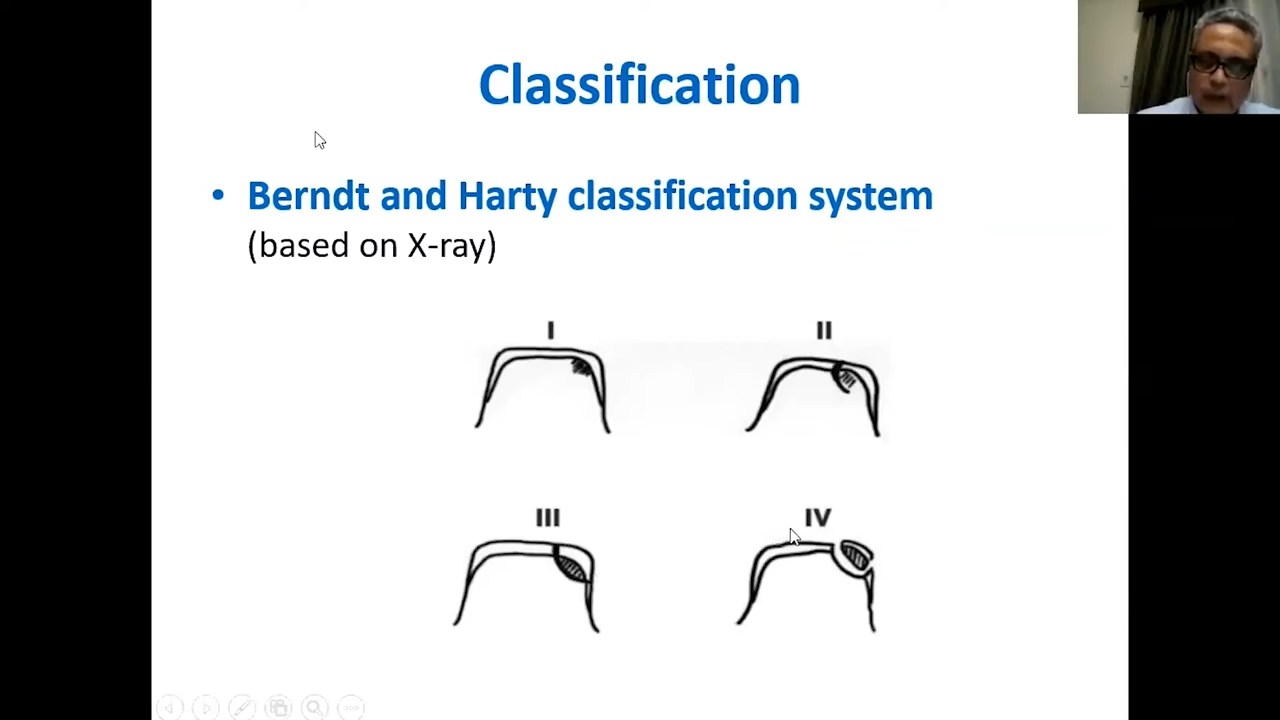 Classification
• Berndt and Harty classification system
(based on X-ray)
I
II
III
IV